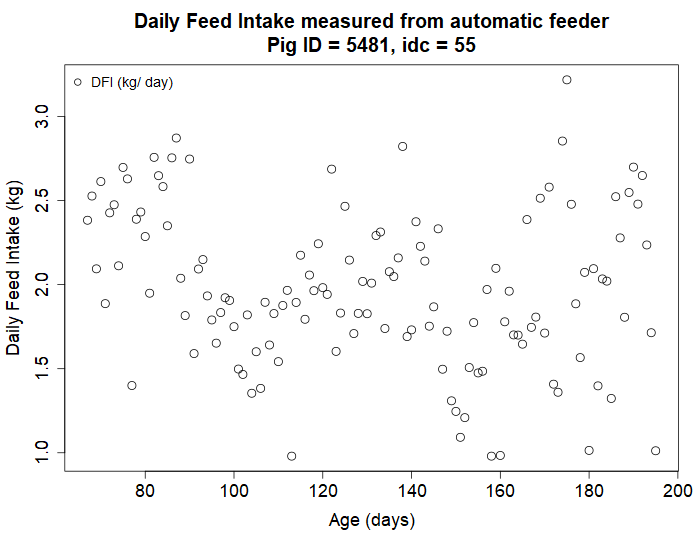 Daily Feed Intake measured from automatic feeder
Pig ID = 5481, idc = 55
DFI (kg/ day)
Daily Feed Intake (kg)
3.0
2.5
2.0
1.5
1.0
80 100 120 140 160 180 200
Age (days)